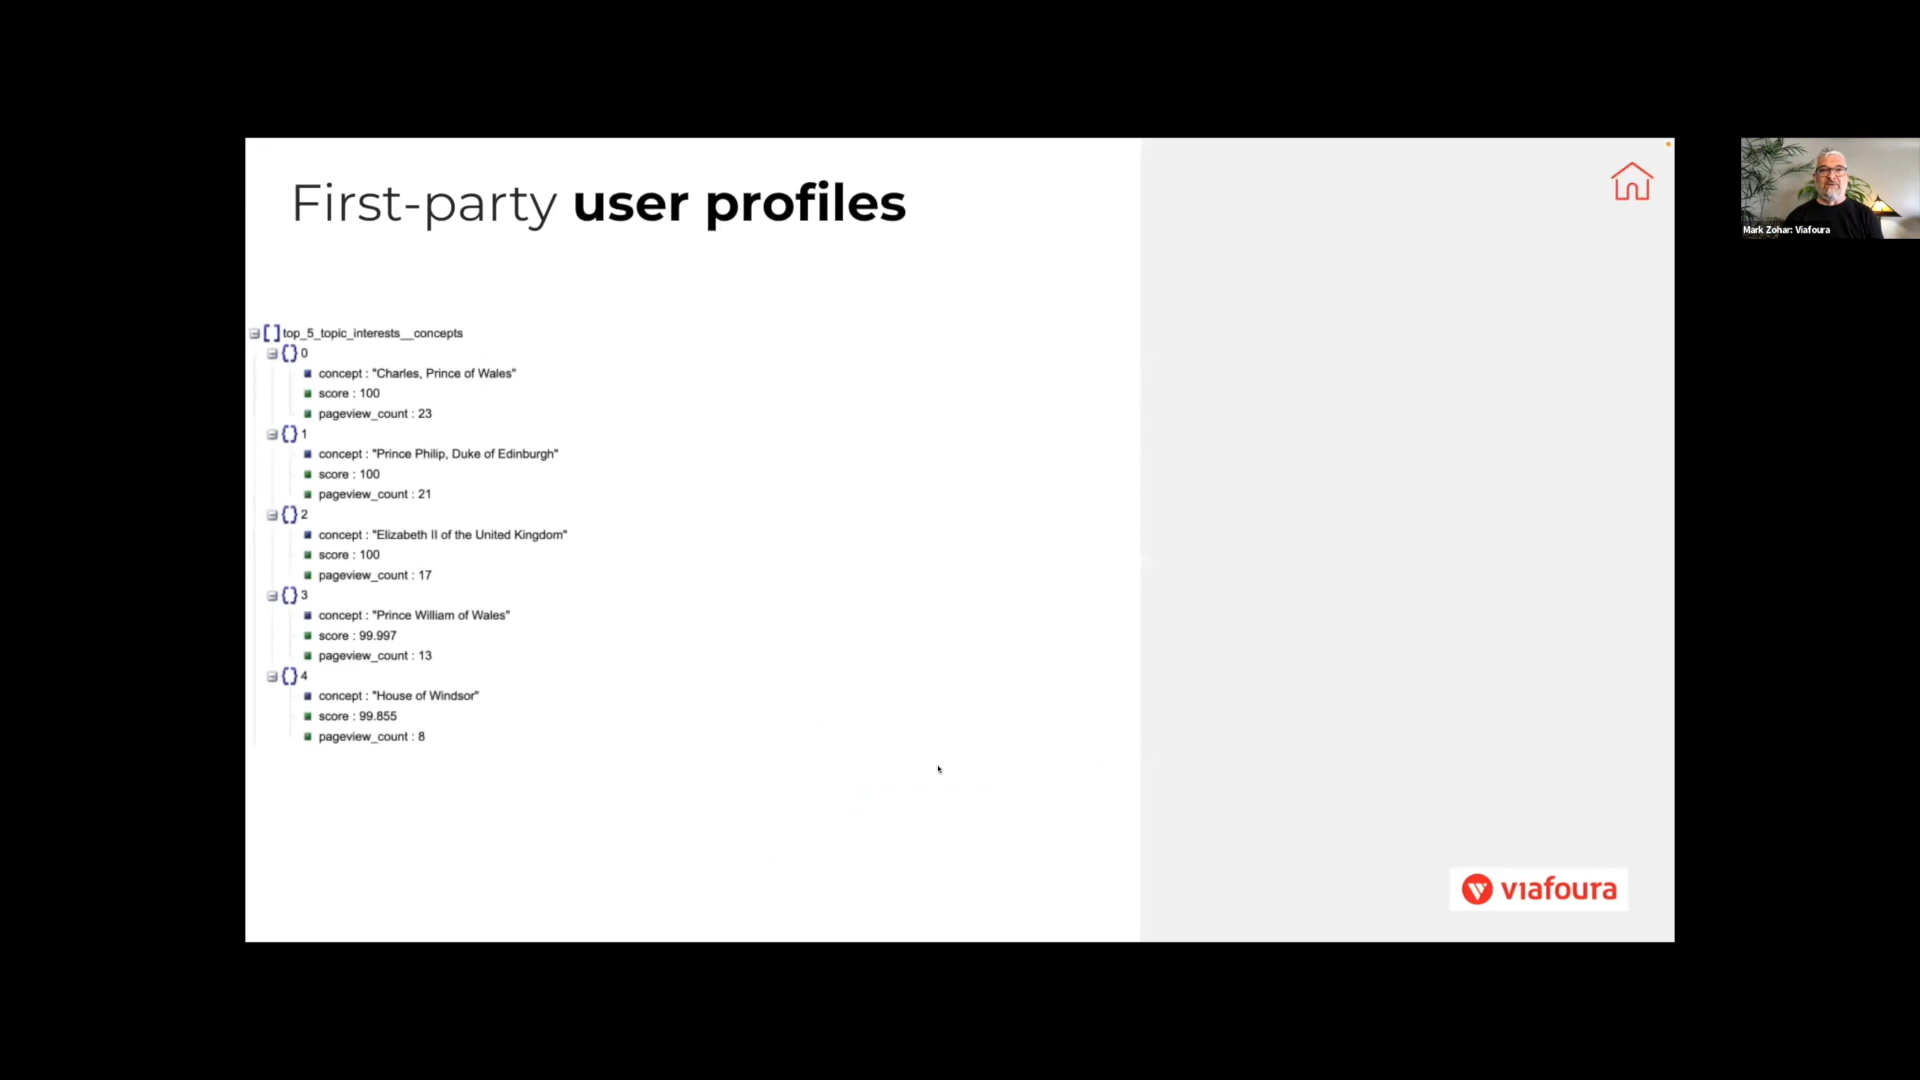 First-party user profiles
Mark Zohar: Viafoura
[ ] top_5_topic_interests__concepts
{} 0
concept : "Charles, Prince of Wales"
score : 100
pageview_count : 23
{} 1
concept : "Prince Philip, Duke of Edinburgh"
score : 100
pageview_count : 21
{} 2
concept : "Elizabeth II of the United Kingdom"
score : 100
pageview_count : 17
{} 3
concept : "Prince William of Wales"
score : 99.997
pageview_count : 13
{} 4
concept : "House of Windsor"
score : 99.855
pageview_count : 8
viafoura